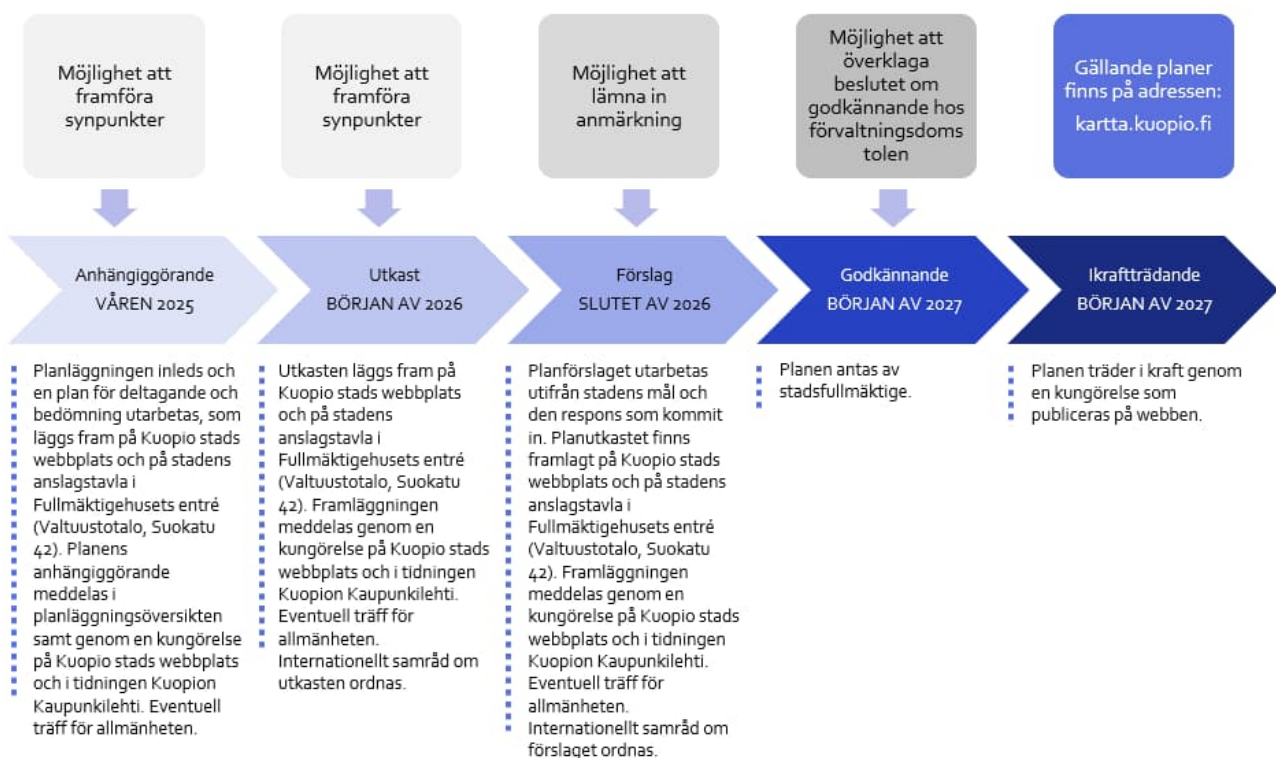 Möjlighet att
framföra
synpunkter
Möjlighet att
framföra
synpunkter
Möjlighet att
lämna in
anmärkning
Möjlighet att
överklaga
beslutet om
godkännande hos
förvaltningsdoms
tolen
Gällande planer
finns på adressen:
kartta.kuopio.fi
Anhängiggörande
VÅREN 2025
Utkast
BÖRJAN AV 2026
Förslag
SLUTET AV 2026
Godkännande
BÖRJAN AV 2027
Ikraftträdande
BÖRJAN AV 2027
Planläggningen inleds och
en plan för deltagande och
bedömning utarbetas, som
läggs fram på Kuopio stads
webbplats och på stadens
anslagstavla i
Fullmäktigehusets entré
(Valtuustotalo, Suokatu
42). Planens
anhängiggörande
meddelas i
planläggningsöversikten
samt genom en kungörelse
på Kuopio stads webbplats
och i tidningen Kuopion
Kaupunkilehti. Eventuell
träff för allmänheten.
Utkasten läggs fram på
Kuopio stads webbplats
och på stadens
anslagstavla i
Fullmäktigehusets entré
(Valtuustotalo, Suokatu
42). Framläggningen
meddelas genom en
kungörelse på Kuopio stads
webbplats och i tidningen
Kuopion Kaupunkilehti.
Eventuell träff för
allmänheten.
Internationellt samråd om
utkasten ordnas.
Planförslaget utarbetas
utifrån stadens mål och
den respons som kommit
in. Planutkastet finns
framlagt på Kuopio stads
webbplats och på stadens
anslagstavla i
Fullmäktigehusets entré
(Valtuustotalo, Suokatu
42). Framläggningen
meddelas genom en
kungörelse på Kuopio stads
webbplats och i tidningen
Kuopion Kaupunkilehti.
Eventuell träff för
allmänheten.
Internationellt samråd om
förslaget ordnas.
Planen antas av
stadsfullmäktige.
Planen träder i kraft genom
en kungörelse som
publiceras på webben.